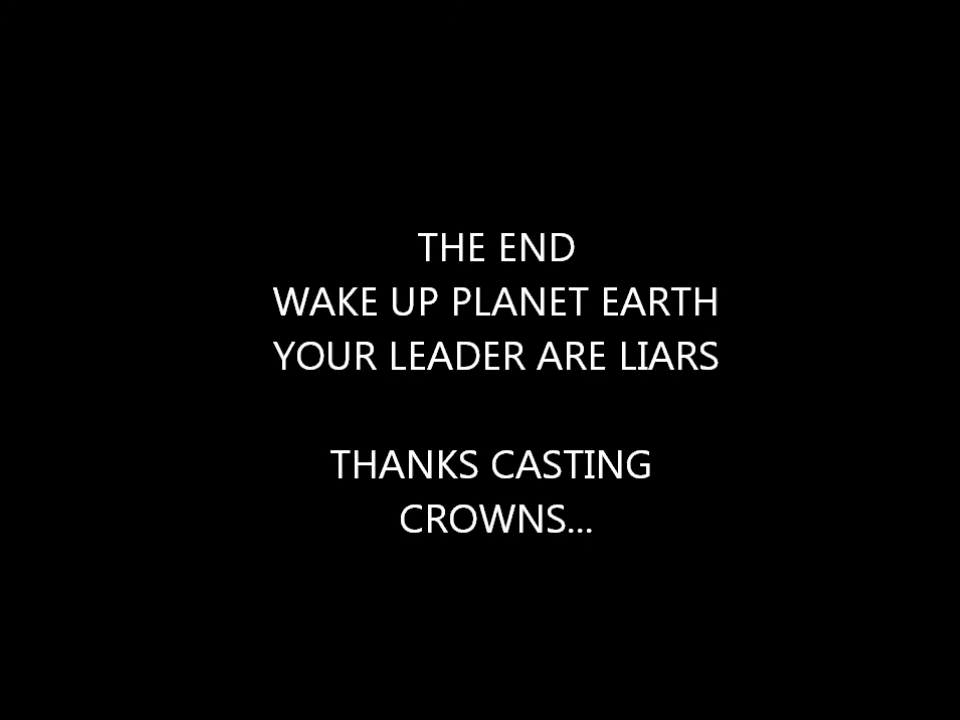 THE END
WAKE UP PLANET EARTH
YOUR LEADER ARE LIARS
THANKS CASTING
CROWNS...